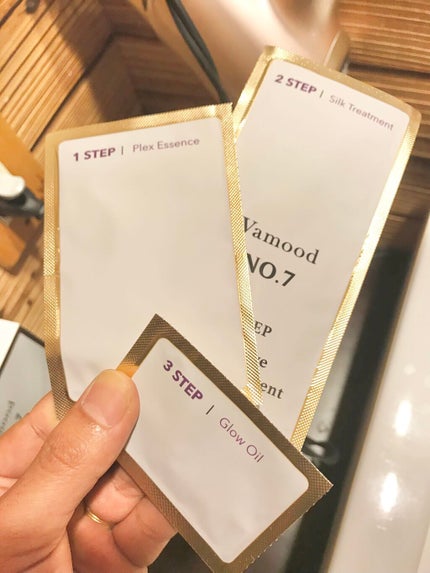 1 STEP | Plex Essence
2 STEP | Silk Treatment
Vamood
NO.7
3 STEP | Glow Oil